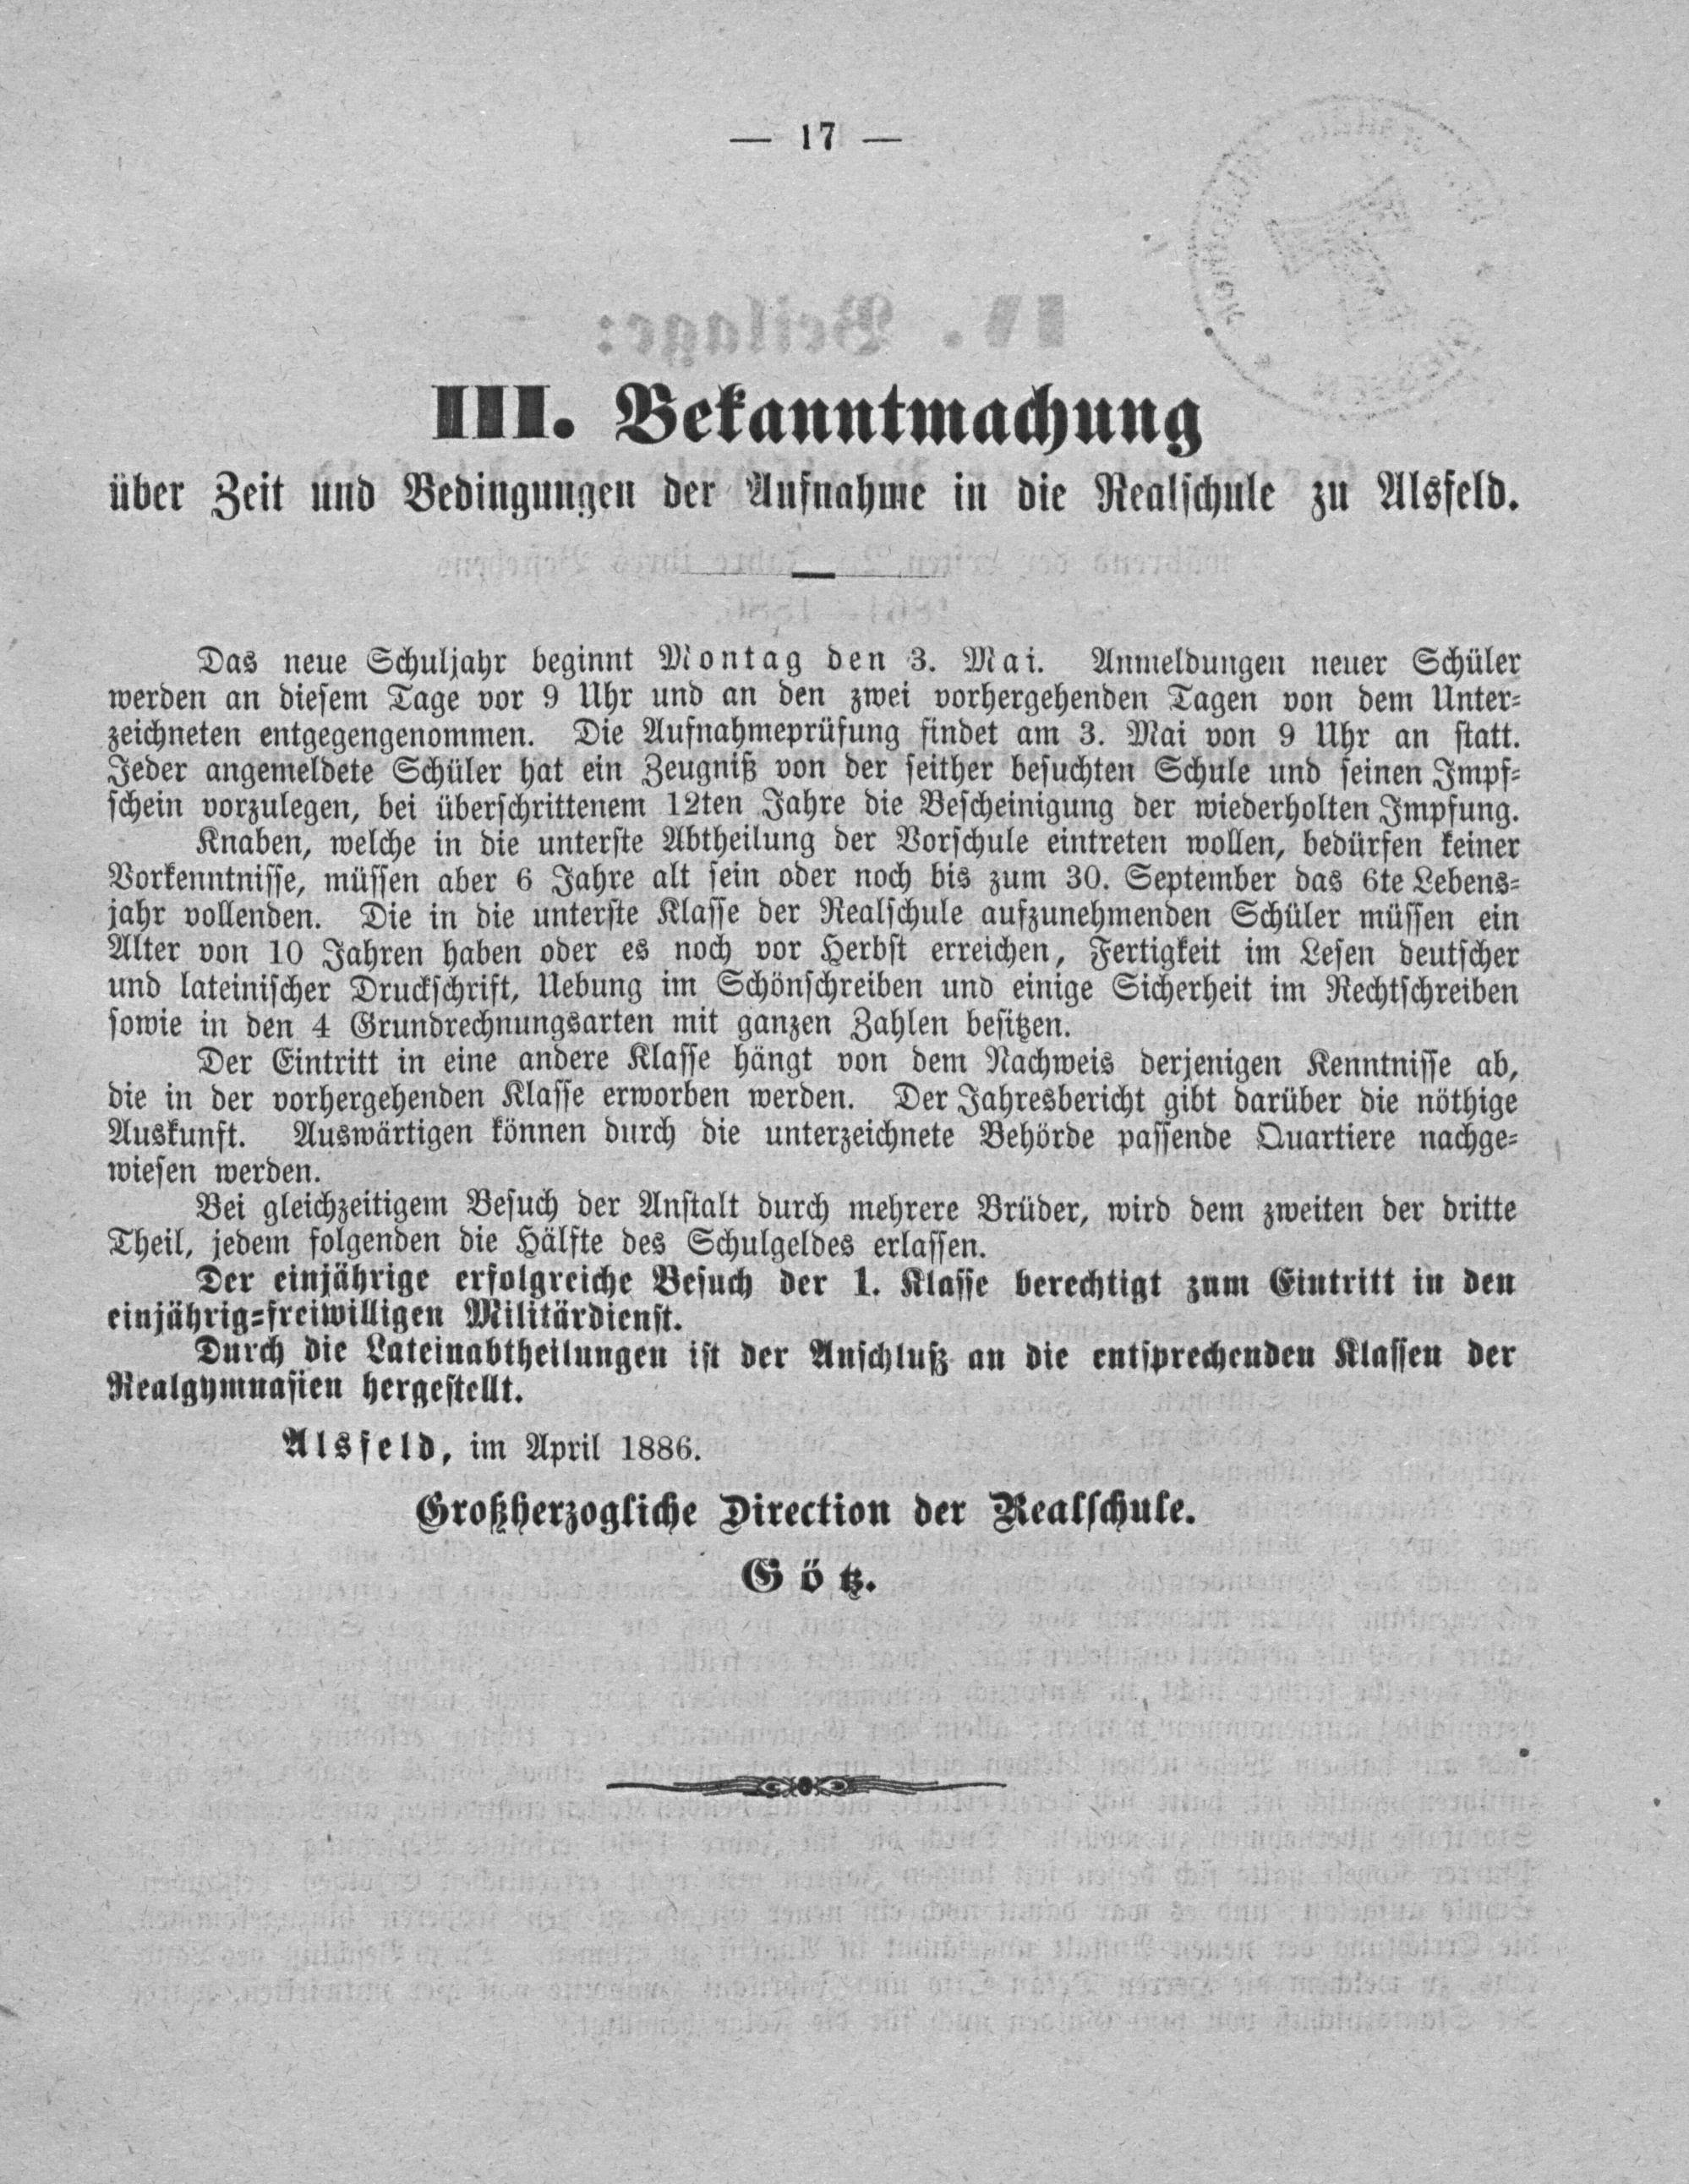 — 17 —
III. Bekanntmachung
über Zeit und Bedingungen der Aufnahme in die Realschule zu Alsfeld.
Das neue Schuljahr beginnt Montag den 3. Mai. Anmeldungen neuer Schüler
werden an diesem Tage vor 9 Uhr und an den zwei vorhergehenden Tagen von dem Unter-
zeichneten entgegengenommen. Die Aufnahmeprüfung findet am 3. Mai von 9 Uhr an statt.
Jeder angemeldete Schüler hat ein Zeugniß von der seither besuchten Schule und seinen Impf-
schein vorzulegen, bei überschrittenem 12ten Jahre die Bescheinigung der wiederholten Impfung.
Knaben, welche in die unterste Abtheilung der Vorschule eintreten wollen, bedürfen keiner
Vorkenntnisse, müssen aber 6 Jahre alt sein oder noch bis zum 30. September das 6te Lebens-
jahr vollenden. Die in die unterste Klasse der Realschule aufzunehmenden Schüler müssen ein
Alter von 10 Jahren haben oder es noch vor Herbst erreichen, Fertigkeit im Lesen deutscher
und lateinischer Druckschrift, Uebung im Schönschreiben und einige Sicherheit im Rechtschreiben
sowie in den 4 Grundrechnungsarten mit ganzen Zahlen besitzen.
Der Eintritt in eine andere Klasse hängt von dem Nachweis derjenigen Kenntnisse ab,
die in der vorhergehenden Klasse erworben werden. Der Jahresbericht gibt darüber die nöthige
Auskunft. Auswärtigen können durch die unterzeichnete Behörde passende Quartiere nachge-
wiesen werden.
Bei gleichzeitigem Besuch der Anstalt durch mehrere Brüder, wird dem zweiten der dritte
Theil, jedem folgenden die Hälfte des Schulgeldes erlassen.
Der einjährige erfolgreiche Besuch der 1. Klasse berechtigt zum Eintritt in den
einjährig-freiwilligen Militärdienst.
Durch die Lateinabtheilungen ist der Anschluß an die entsprechenden Klassen der
Realgymnasien hergestellt.
Alsfeld, im April 1886.
Großherzogliche Direction der Realschule.
Götz.